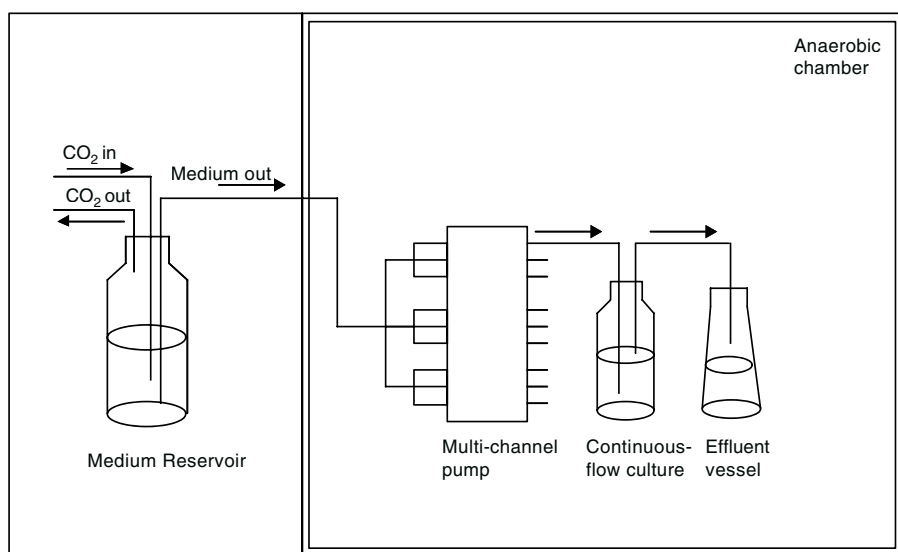 Anaerobic
chamber
CO₂ in
Medium out
CO₂ out
Multi-channel
pump
Continuous-
flow culture
Effluent
vessel
Medium Reservoir